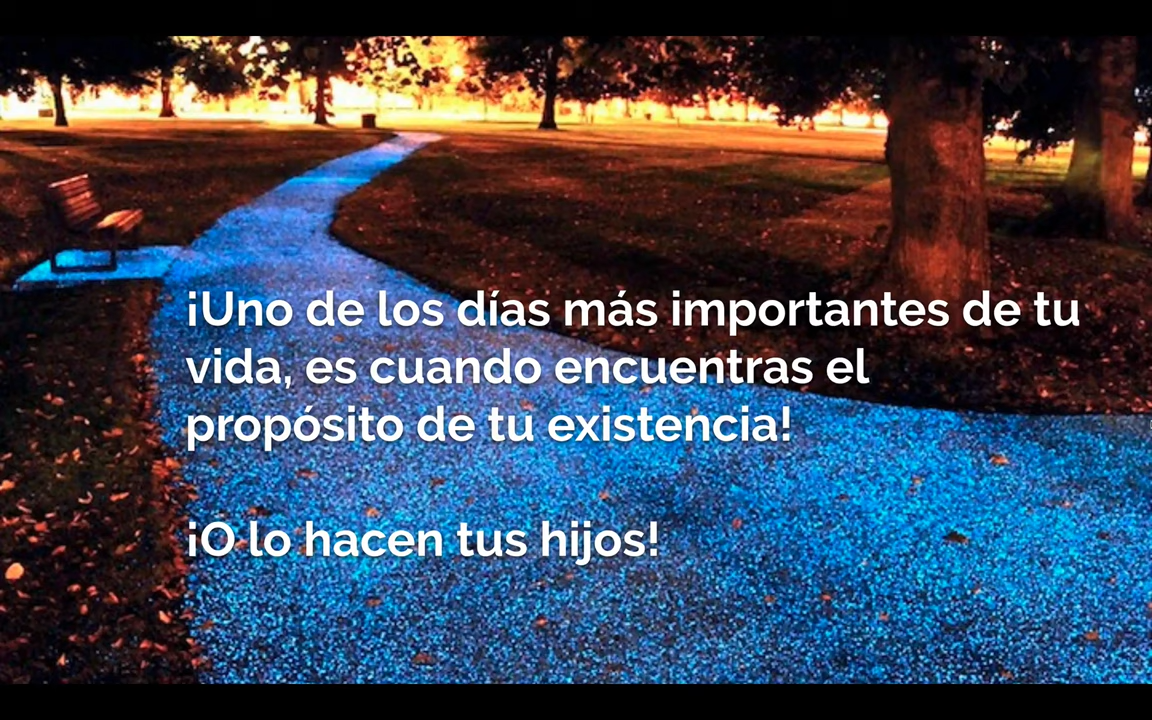 ¡Uno de los días más importantes de tu
vida, es cuando encuentras el
propósito de tu existencia!
¡O lo hacen tus hijos!